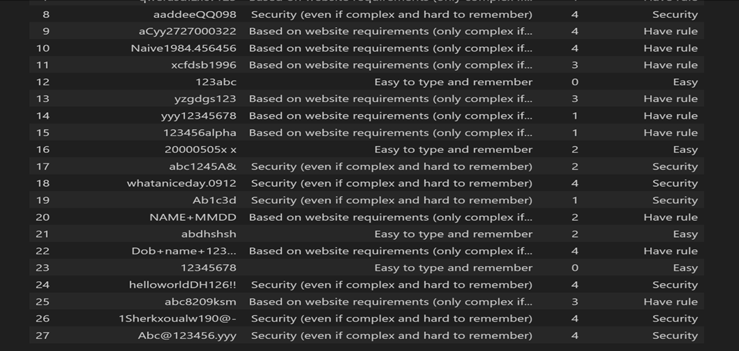 8 aaddeeQQ098 Security (even if complex and hard to remember) 4 Security
9 aCyy2727000322 Based on website requirements (only complex if... 4 Have rule
10 Naive1984.456456 Based on website requirements (only complex if... 4 Have rule
11 xcfdsb1996 Based on website requirements (only complex if... 3 Have rule
12 123abc Easy to type and remember 0 Easy
13 yzgdgs123 Based on website requirements (only complex if... 3 Have rule
14 yyy12345678 Based on website requirements (only complex if... 1 Have rule
15 123456alpha Based on website requirements (only complex if... 1 Have rule
16 20000505x x Easy to type and remember 2 Easy
17 abc1245A& Security (even if complex and hard to remember) 2 Security
18 whataniceday.0912 Security (even if complex and hard to remember) 4 Security
19 Ab1c3d Security (even if complex and hard to remember) 1 Security
20 NAME+MMDD Based on website requirements (only complex if... 2 Have rule
21 abdhshsh Easy to type and remember 2 Easy
22 Dob+name+123... Based on website requirements (only complex if... 4 Have rule
23 12345678 Easy to type and remember 0 Easy
24 helloworldDH126!! Security (even if complex and hard to remember) 4 Security
25 abc8209ksm Based on website requirements (only complex if... 3 Have rule
26 1Sherkxoualw190@- Security (even if complex and hard to remember) 4 Security
27 Abc@123456.yyy Security (even if complex and hard to remember) 4 Security